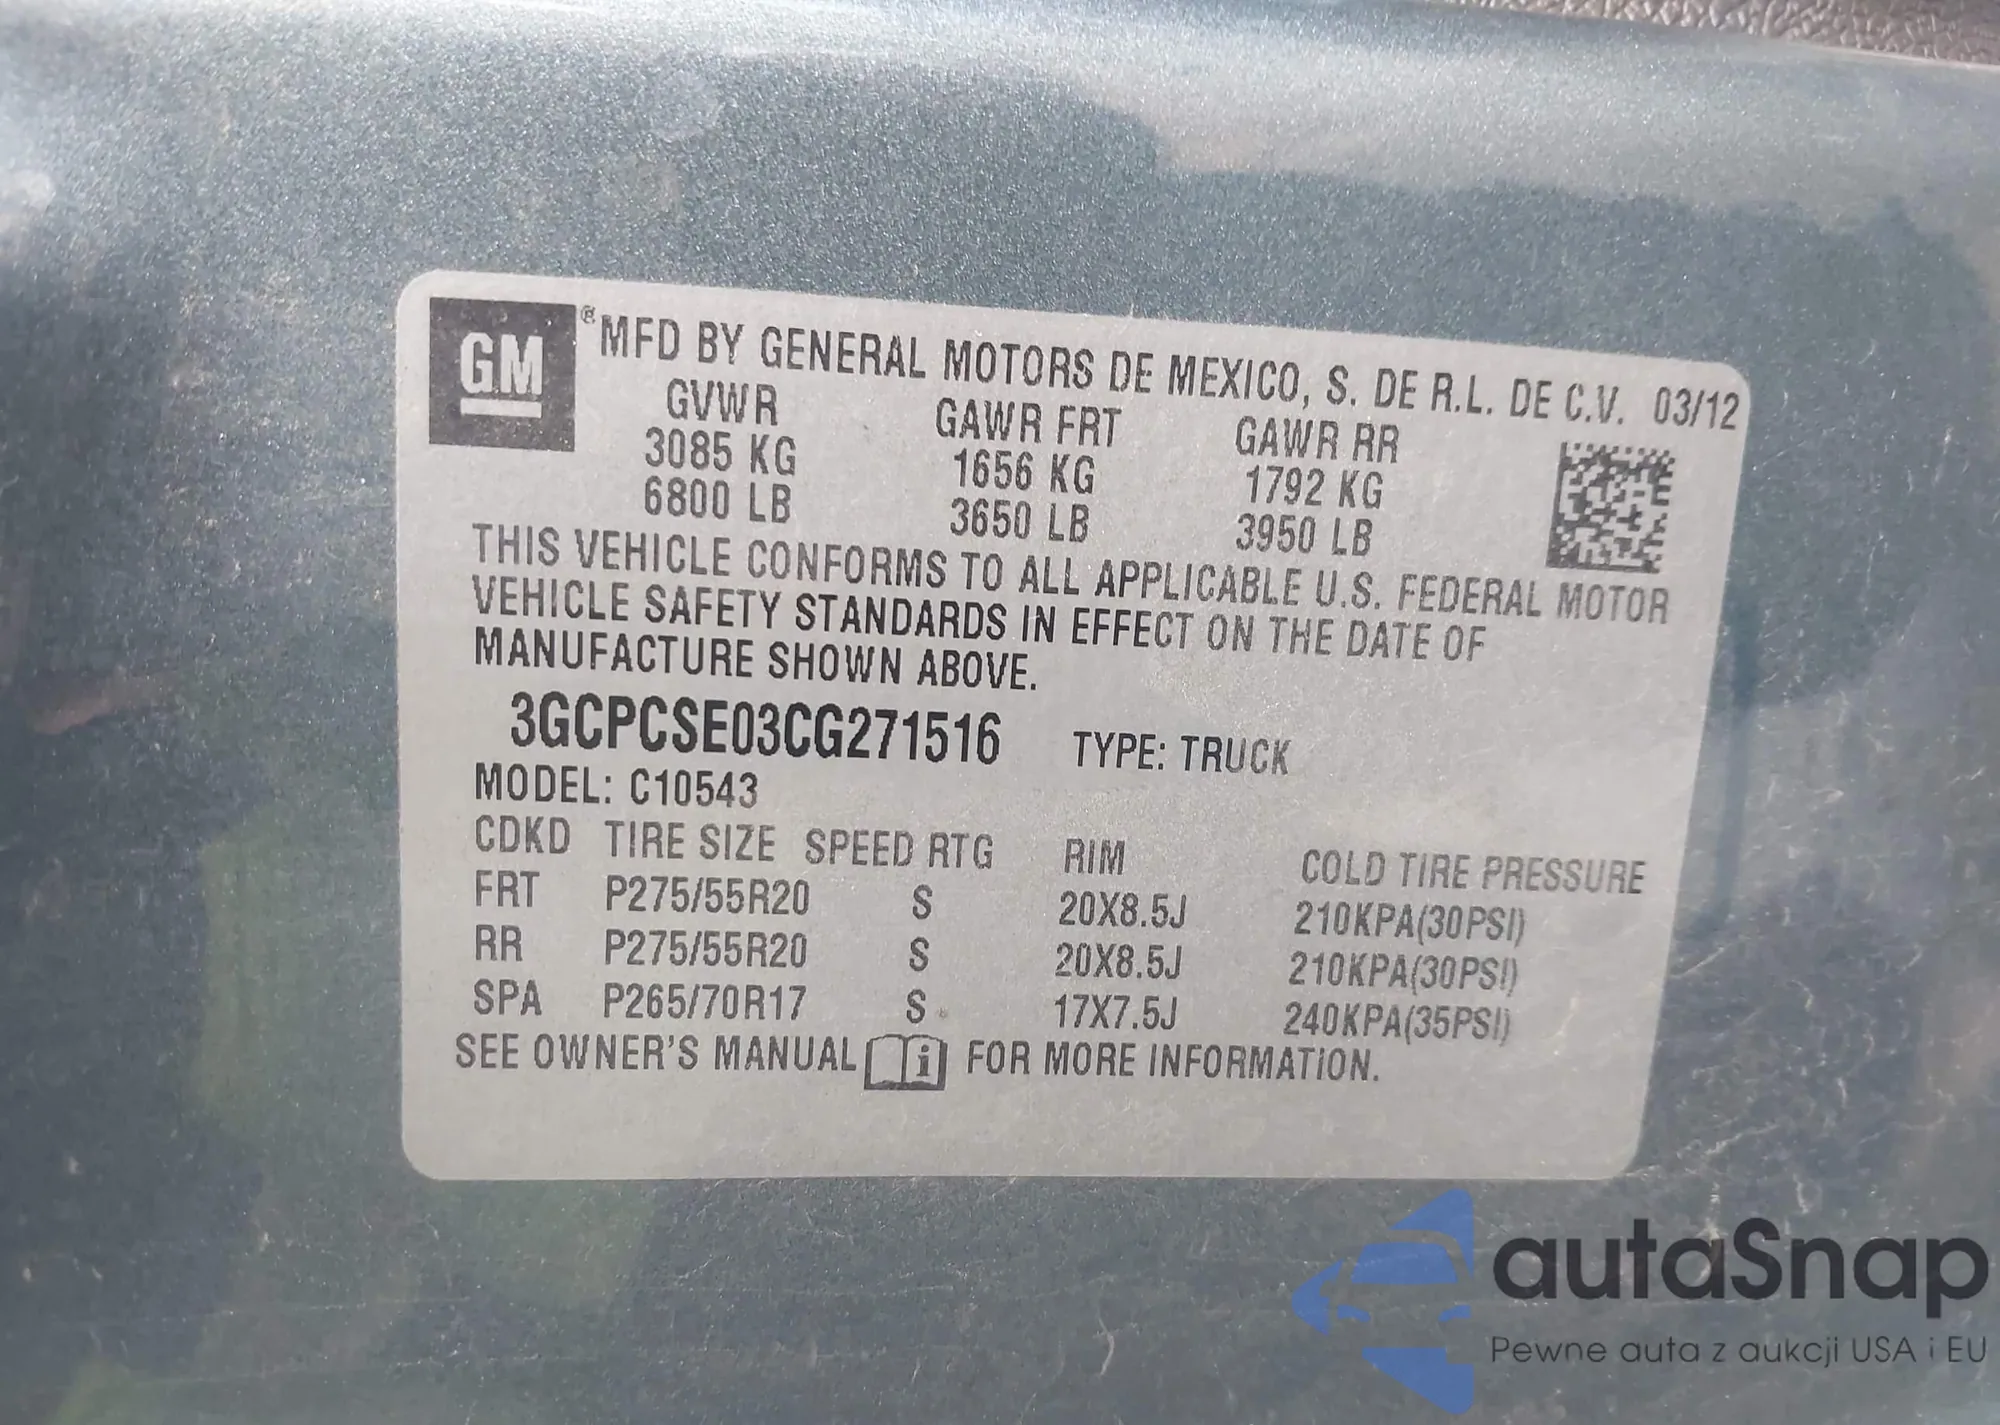 GM® MFD BY GENERAL MOTORS DE MEXICO, S. DE R.L. DE C.V. 03/12
GVWR GAWR FRT GAWR RR
3085 KG 1656 KG 1792 KG
6800 LB 3650 LB 3950 LB
THIS VEHICLE CONFORMS TO ALL APPLICABLE U.S. FEDERAL MOTOR
VEHICLE SAFETY STANDARDS IN EFFECT ON THE DATE OF
MANUFACTURE SHOWN ABOVE.
3GCPCSE03CG271516 TYPE: TRUCK
MODEL: C10543
CDKD TIRE SIZE SPEED RTG RIM COLD TIRE PRESSURE
FRT P275/55R20 S 20X8.5J 210KPA(30PSI)
RR P275/55R20 S 20X8.5J 210KPA(30PSI)
SPA P265/70R17 S 17X7.5J 240KPA(35PSI)
SEE OWNER'S MANUAL i FOR MORE INFORMATION.
autaSnap
Pewne auta z aukcji USA i EU